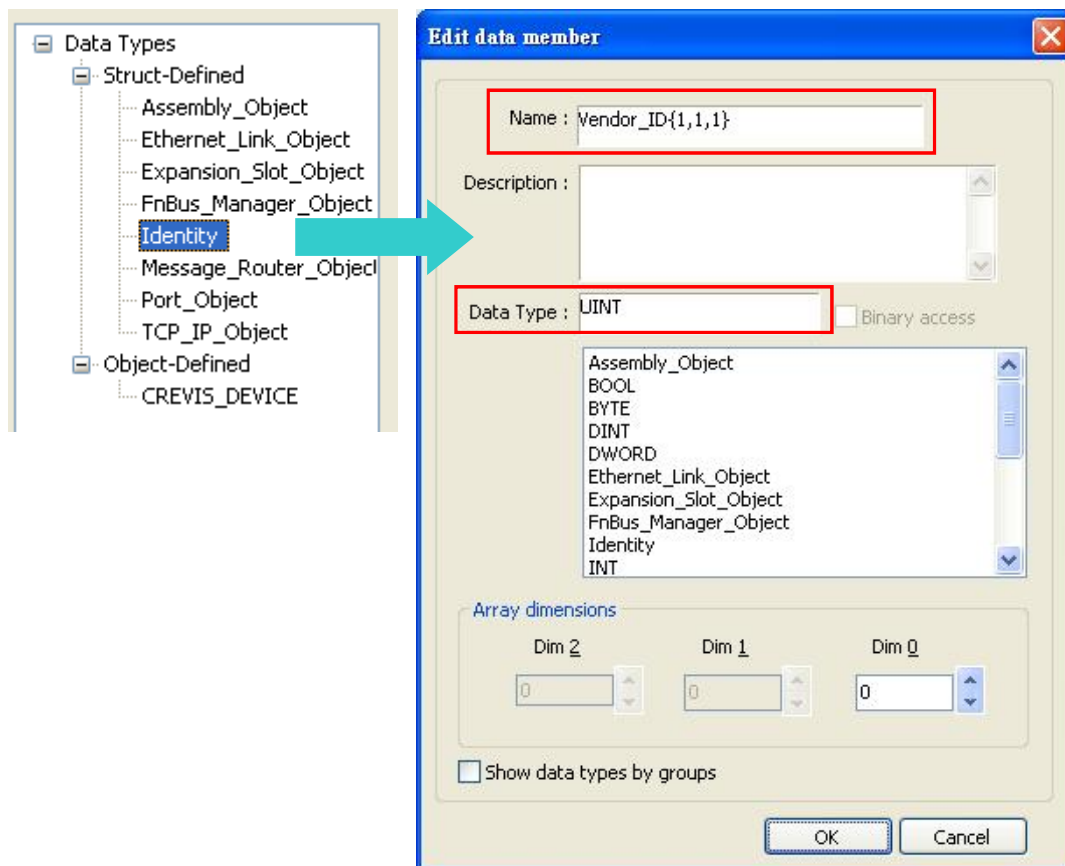 Data Types
Struct-Defined
Assembly_Object
Ethernet_Link_Object
Expansion_Slot_Object
FnBus_Manager_Object
Identity
Message_Router_Object
Port_Object
TCP_IP_Object
Object-Defined
CREVIS_DEVICE
Edit data member
Name : Vendor_ID{1,1,1}
Description :
Data Type : UINT
Binary access
Assembly_Object
BOOL
BYTE
DINT
DWORD
Ethernet_Link_Object
Expansion_Slot_Object
FnBus_Manager_Object
Identity
INT
Array dimensions
Dim 2 Dim 1 Dim 0
0 0 0
Show data types by groups
OK Cancel